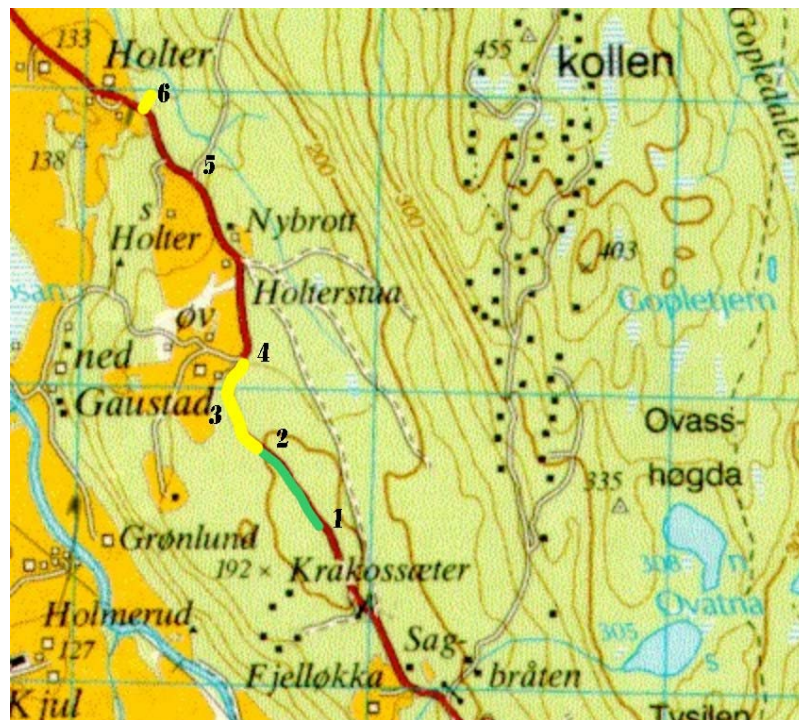 133
Holter
6
455
kollen
Gopledalen
138
5
200
300
s
Holter
Nybrott
403
Holterstua
Gopletjern
øv
ned
4
Gaustad
3
2
Ovass-
høgda
335
1
Grønlund
192 ×
Kråkossæter
308
n
Ovatna
Holmerud
127
305
s
Sag-
bråten
Fjelløkka
Kjul
Tysilen